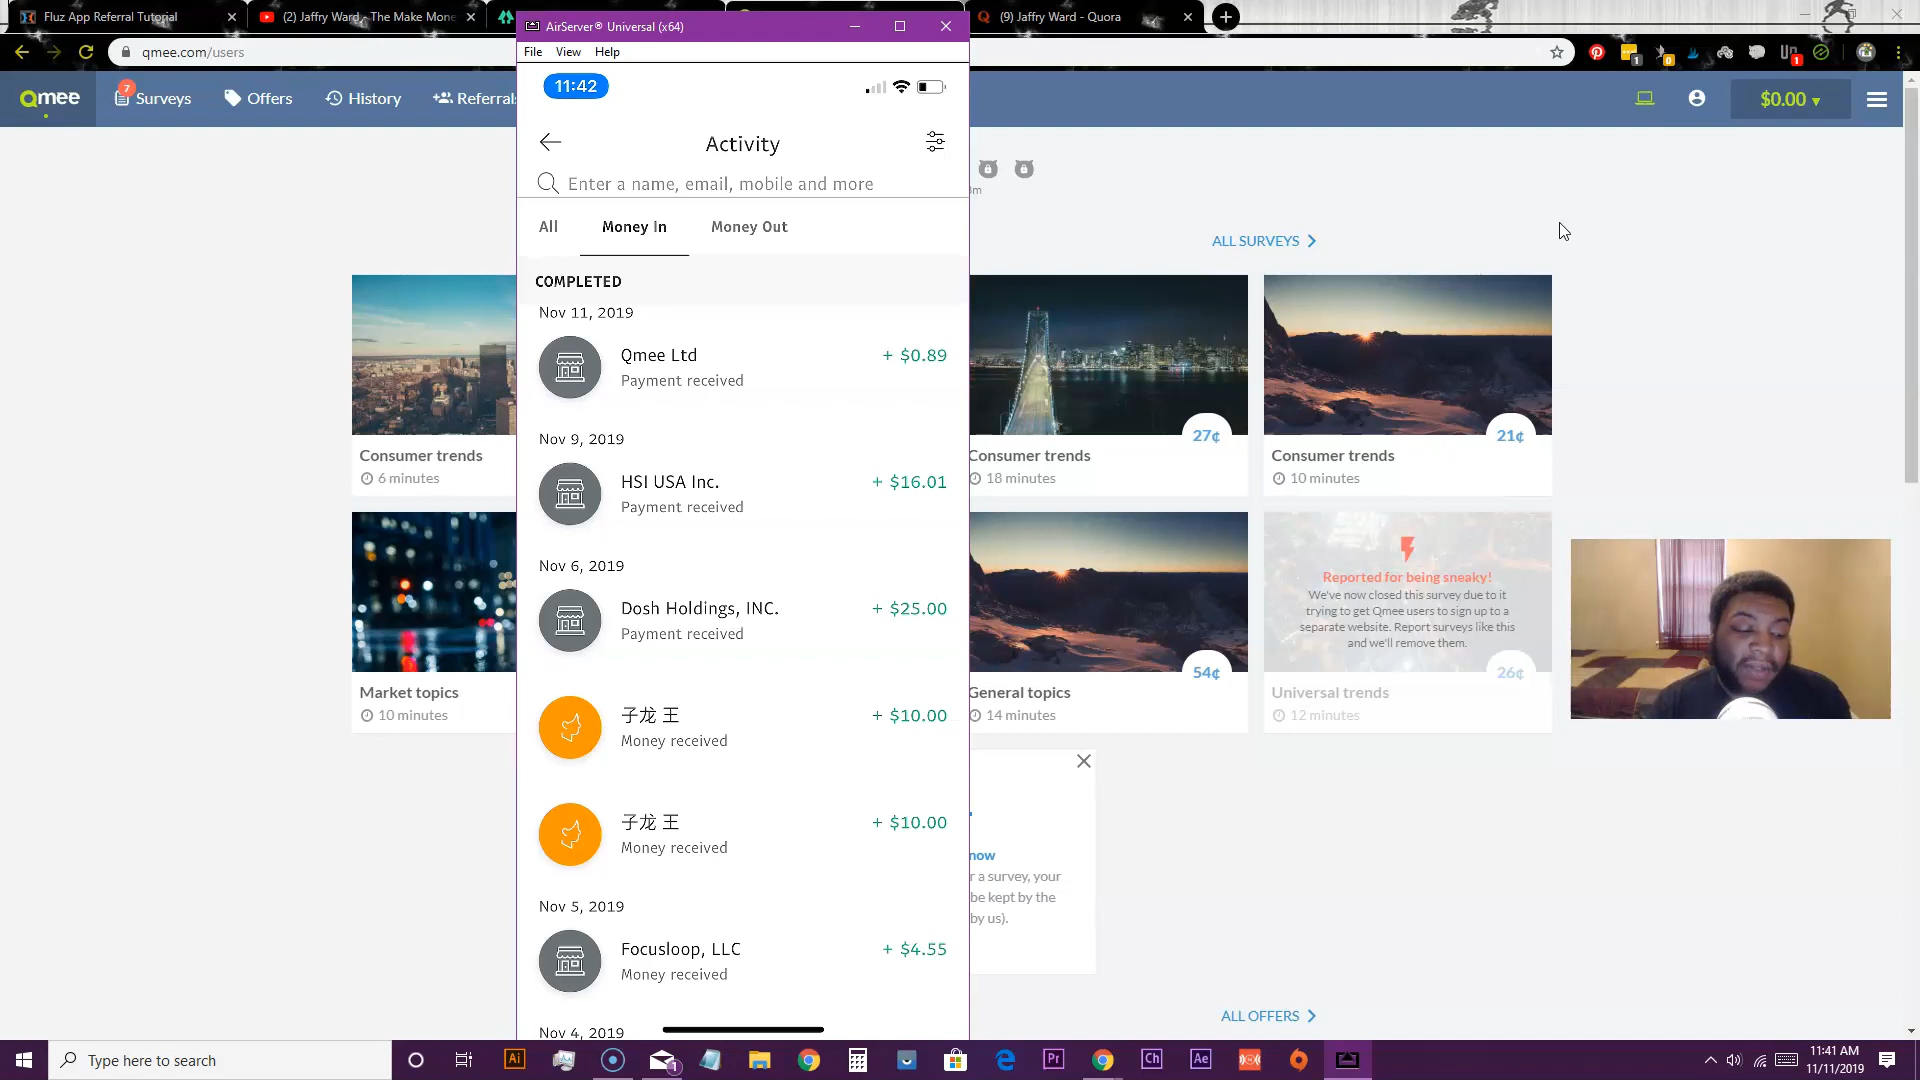 Fluz App Referral Tutorial
(2) Jaffry Ward - The Make Mone
(9) Jaffry Ward - Quora
AirServer® Universal (x64)
File View Help
qmee.com/users
11:42
Qmee
7
Surveys
Offers
History
Referrals
$0.00
Activity
Enter a name, email, mobile and more
All
Money In
Money Out
ALL SURVEYS
COMPLETED
Nov 11, 2019
Qmee Ltd
+ $0.89
Payment received
Nov 9, 2019
HSI USA Inc.
+ $16.01
Payment received
Nov 6, 2019
Dosh Holdings, INC.
+ $25.00
Payment received
子龙 王
+ $10.00
Money received
子龙 王
+ $10.00
Money received
Nov 5, 2019
Focusloop, LLC
+ $4.55
Money received
Nov 4, 2019
Consumer trends
6 minutes
27¢
Consumer trends
18 minutes
21¢
Consumer trends
10 minutes
Market topics
10 minutes
54¢
General topics
14 minutes
Reported for being sneaky!
We've now closed this survey due to it
trying to get Qmee users to sign up to a
separate website. Report surveys like this
and we'll remove them.
26¢
Universal trends
12 minutes
now
r a survey, your
be kept by the
by us).
ALL OFFERS
Type here to search
11:41 AM
11/11/2019